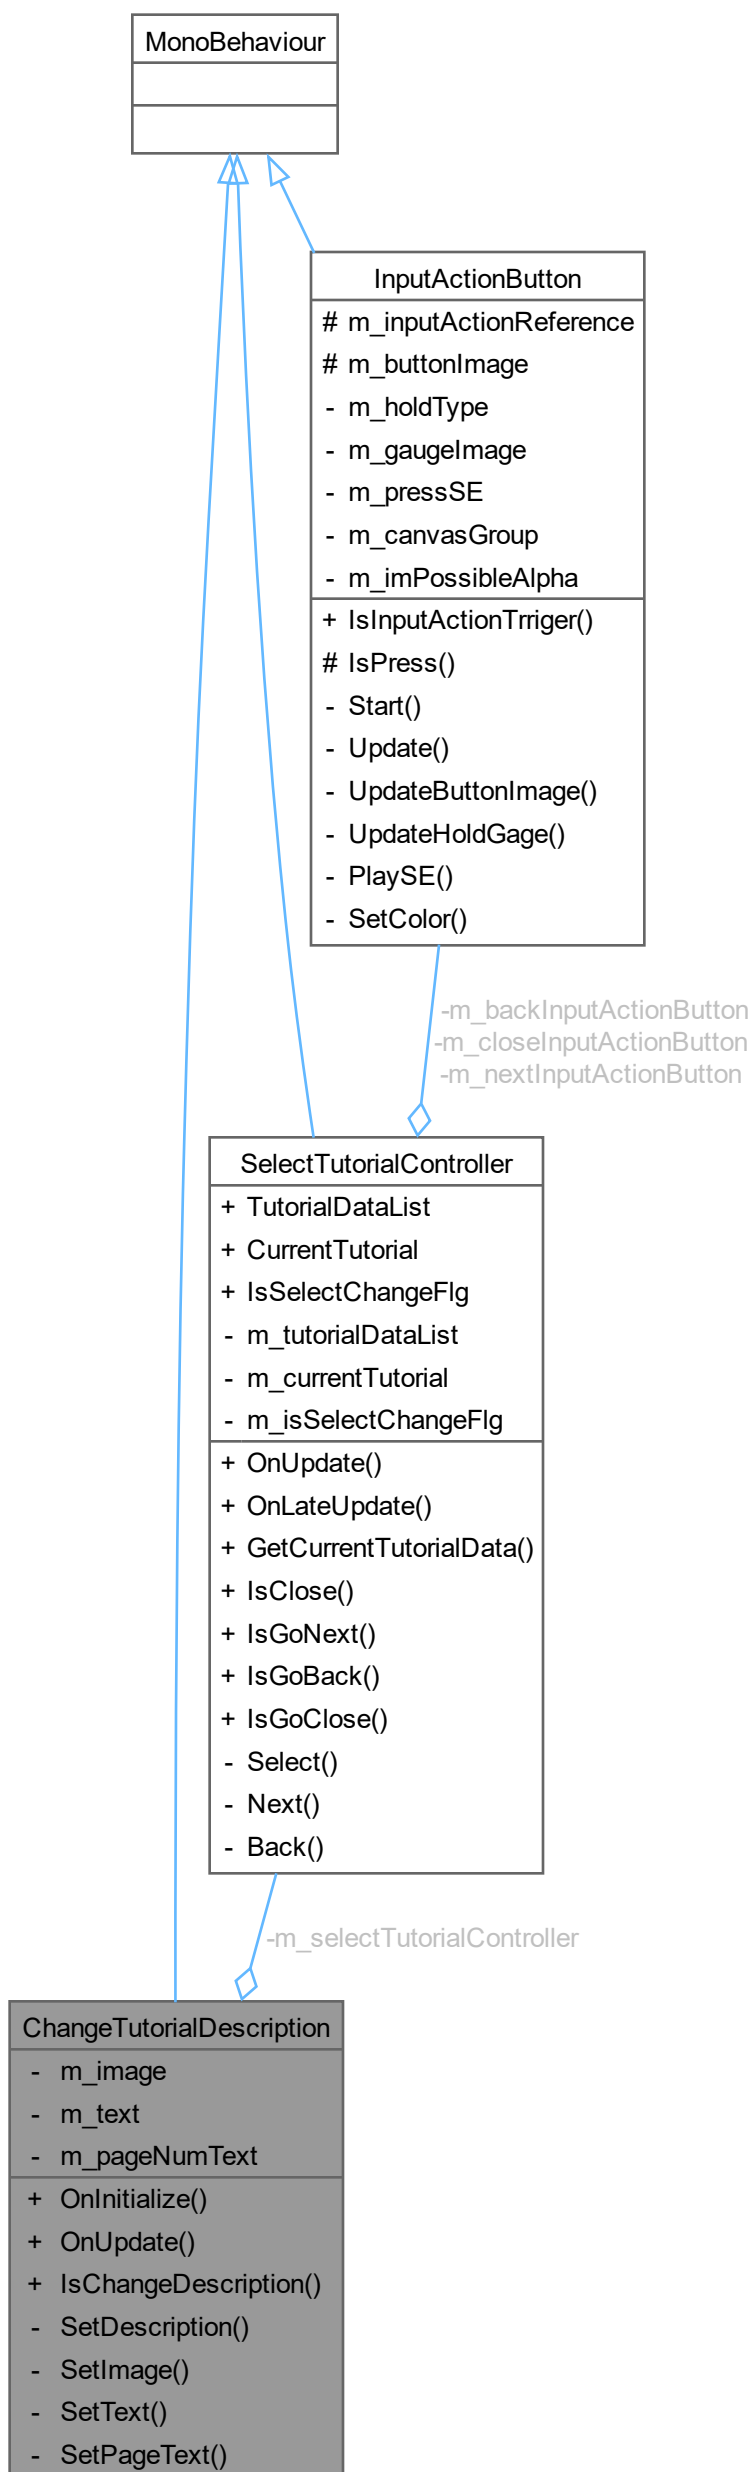 MonoBehaviour
InputActionButton
# m_inputActionReference
# m_buttonImage
- m_holdType
- m_gaugeImage
- m_pressSE
- m_canvasGroup
- m_imPossibleAlpha
+ IsInputActionTrriger()
# IsPress()
- Start()
- Update()
- UpdateButtonImage()
- UpdateHoldGage()
- PlaySE()
- SetColor()
-m_backInputActionButton
-m_closeInputActionButton
-m_nextInputActionButton
SelectTutorialController
+ TutorialDataList
+ CurrentTutorial
+ IsSelectChangeFlg
- m_tutorialDataList
- m_currentTutorial
- m_isSelectChangeFlg
+ OnUpdate()
+ OnLateUpdate()
+ GetCurrentTutorialData()
+ IsClose()
+ IsGoNext()
+ IsGoBack()
+ IsGoClose()
- Select()
- Next()
- Back()
-m_selectTutorialController
ChangeTutorialDescription
- m_image
- m_text
- m_pageNumText
+ OnInitialize()
+ OnUpdate()
+ IsChangeDescription()
- SetDescription()
- SetImage()
- SetText()
- SetPageText()